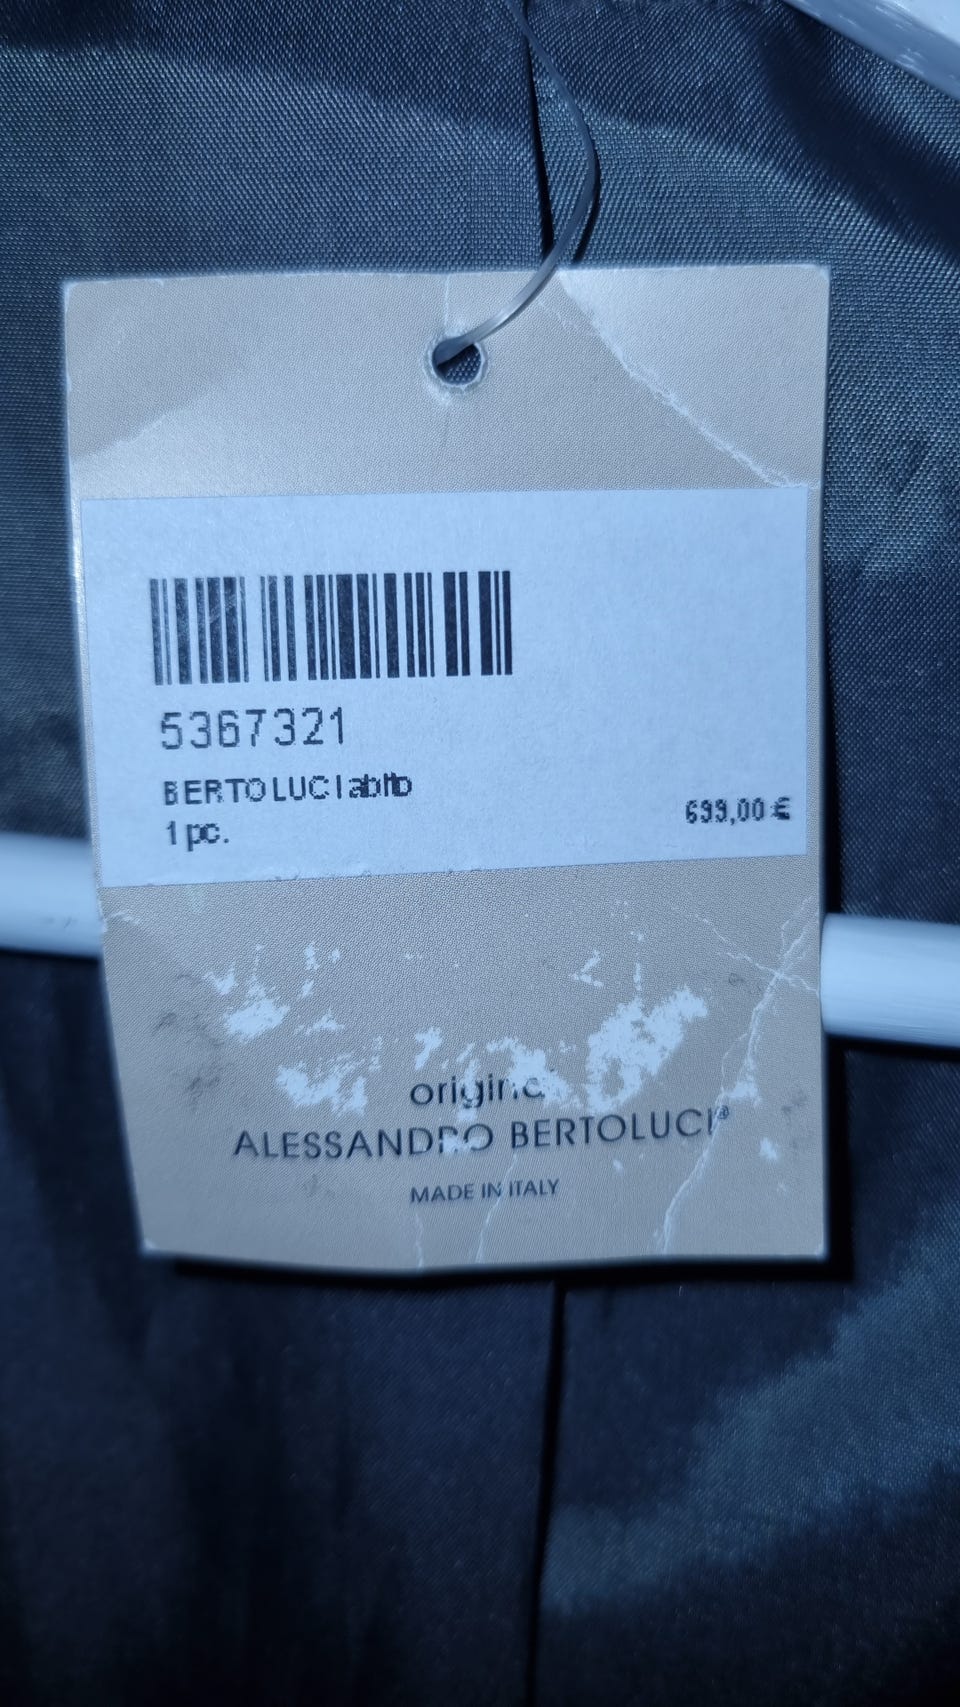 5367321
BERTOLUCI abito
1 pc.
699,00 €
original
ALESSANDRO BERTOLUCI®
MADE IN ITALY